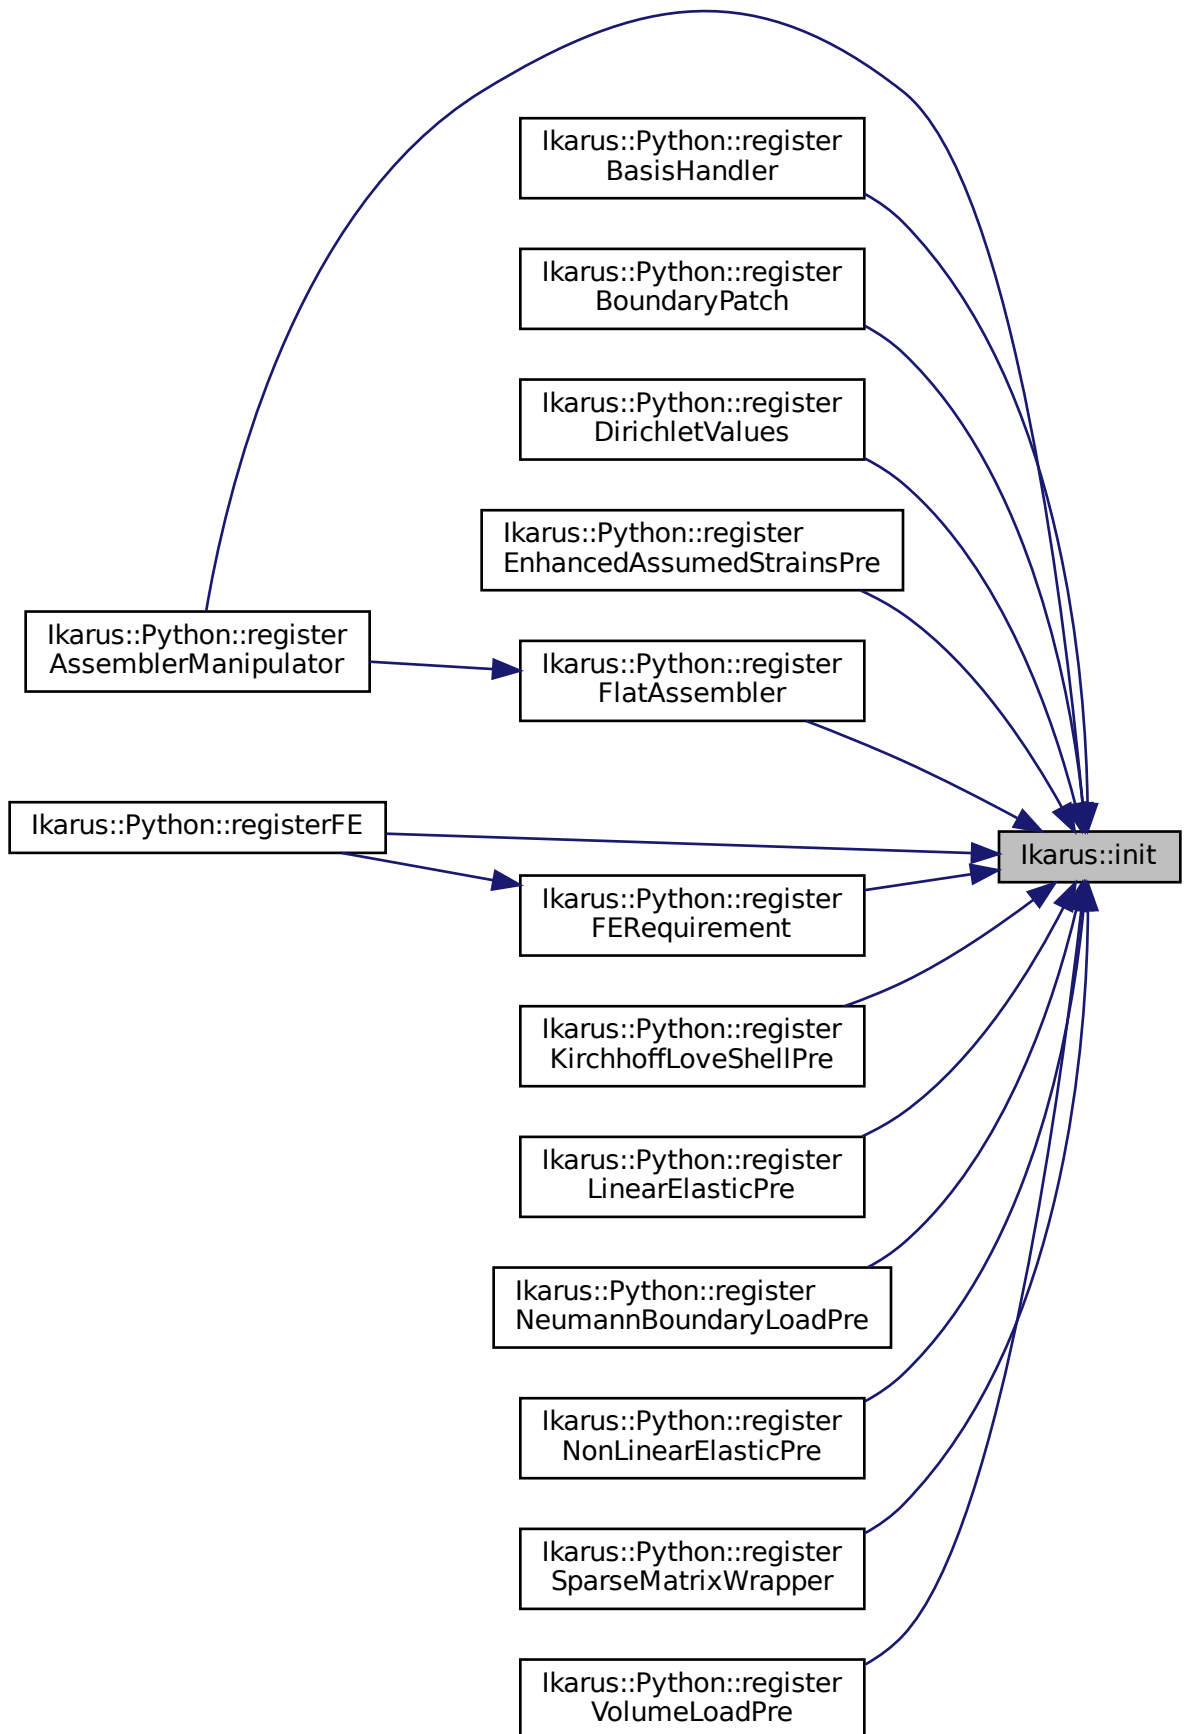 Ikarus::Python::register
BasisHandler
Ikarus::Python::register
BoundaryPatch
Ikarus::Python::register
DirichletValues
Ikarus::Python::register
EnhancedAssumedStrainsPre
Ikarus::Python::register
AssemblerManipulator
Ikarus::Python::register
FlatAssembler
Ikarus::Python::registerFE
Ikarus::init
Ikarus::Python::register
FERequirement
Ikarus::Python::register
KirchhoffLoveShellPre
Ikarus::Python::register
LinearElasticPre
Ikarus::Python::register
NeumannBoundaryLoadPre
Ikarus::Python::register
NonLinearElasticPre
Ikarus::Python::register
SparseMatrixWrapper
Ikarus::Python::register
VolumeLoadPre